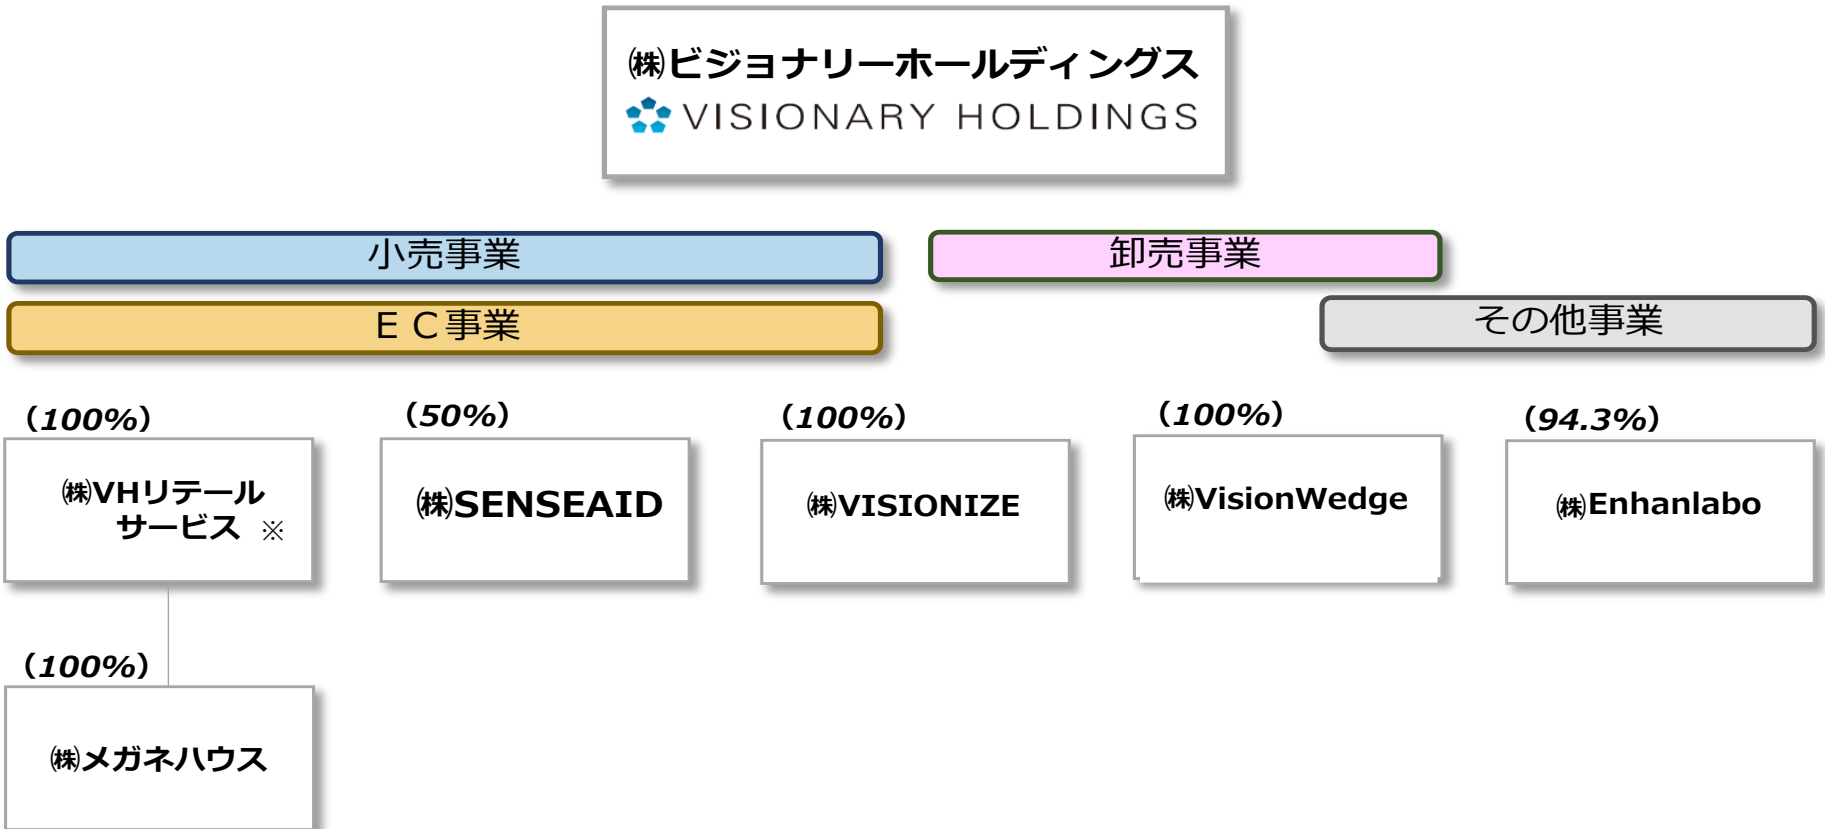 ㈱ビジョナリーホールディングス
VISIONARY HOLDINGS
小売事業
卸売事業
ＥＣ事業
その他事業
（100%）
（50%）
（100%）
（100%）
（94.3%）
㈱VHリテール
サービス ※
㈱SENSEAID
㈱VISIONIZE
㈱VisionWedge
㈱Enhanlabo
（100%）
㈱メガネハウス